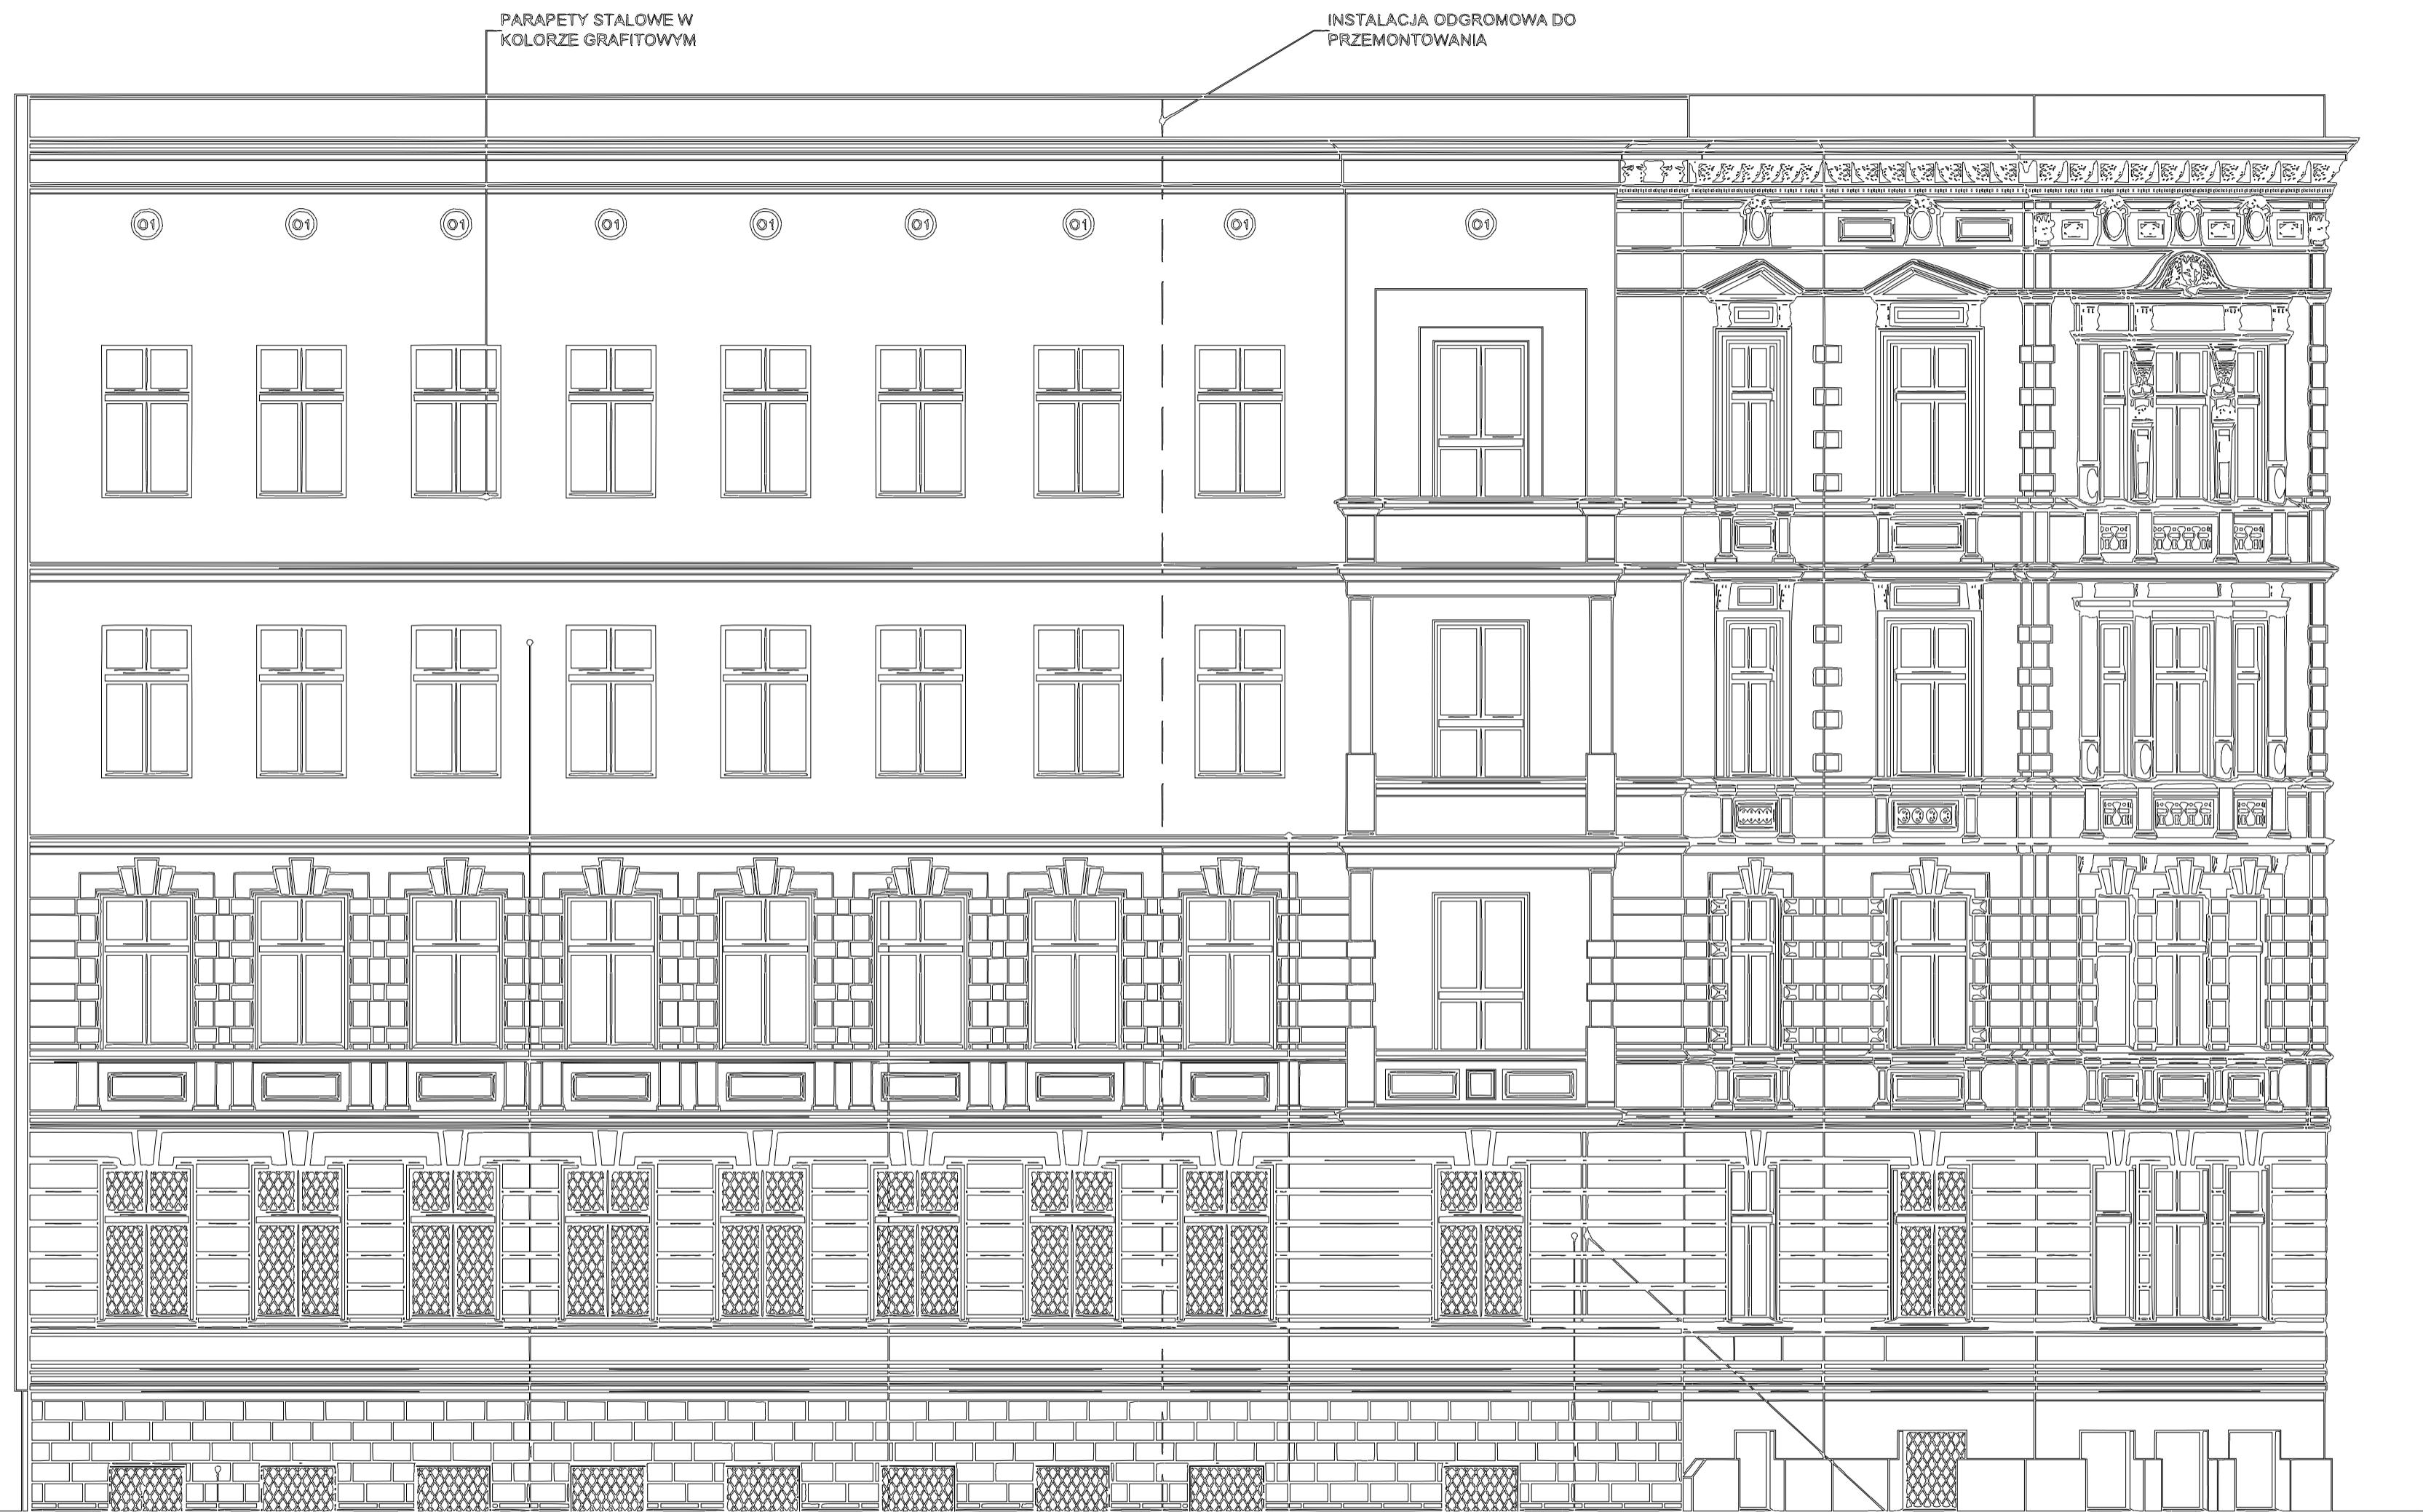 PARAPETY STALOWE W
KOLORZE GRAFITOWYM
INSTALACJA ODGROMOWA DO
PRZEMONTOWANIA
O1 O1 O1 O1 O1 O1 O1 O1 O1